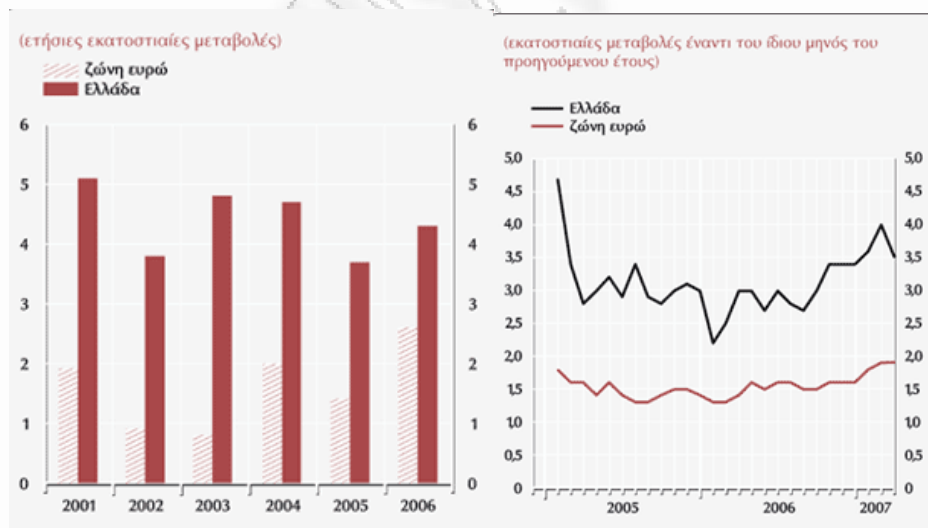 (ετήσιες εκατοστιαίες μεταβολές)
ζώνη ευρώ
Ελλάδα
6 6
5 5
4 4
3 3
2 2
1 1
0 0
2001 2002 2003 2004 2005 2006
(εκατοστιαίες μεταβολές έναντι του ίδιου μηνός του
προηγούμενου έτους)
Ελλάδα
ζώνη ευρώ
5,0 5,0
4,5 4,5
4,0 4,0
3,5 3,5
3,0 3,0
2,5 2,5
2,0 2,0
1,5 1,5
1,0 1,0
0,5 0,5
0 0
2005 2006 2007